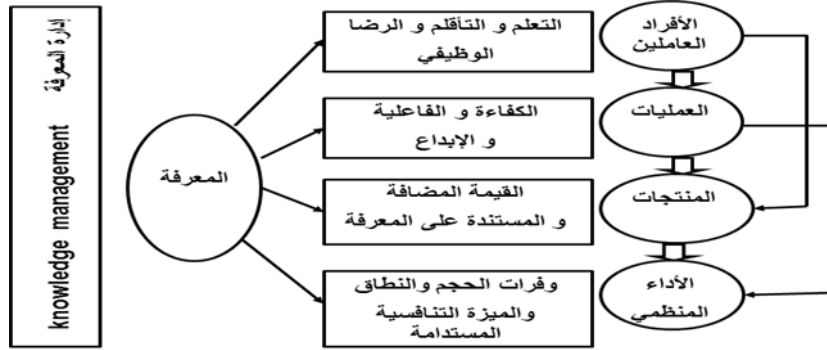 إدارة المعرفة knowledge management
المعرفة
التعلم و التأقلم و الرضا
الوظيفي
الأفراد
العاملين
الكفاءة و الفاعلية
و الإبداع
العمليات
القيمة المضافة
و المستندة على المعرفة
المنتجات
وفرات الحجم والنطاق
والميزة التنافسية
المستدامة
الأداء
المنظمي